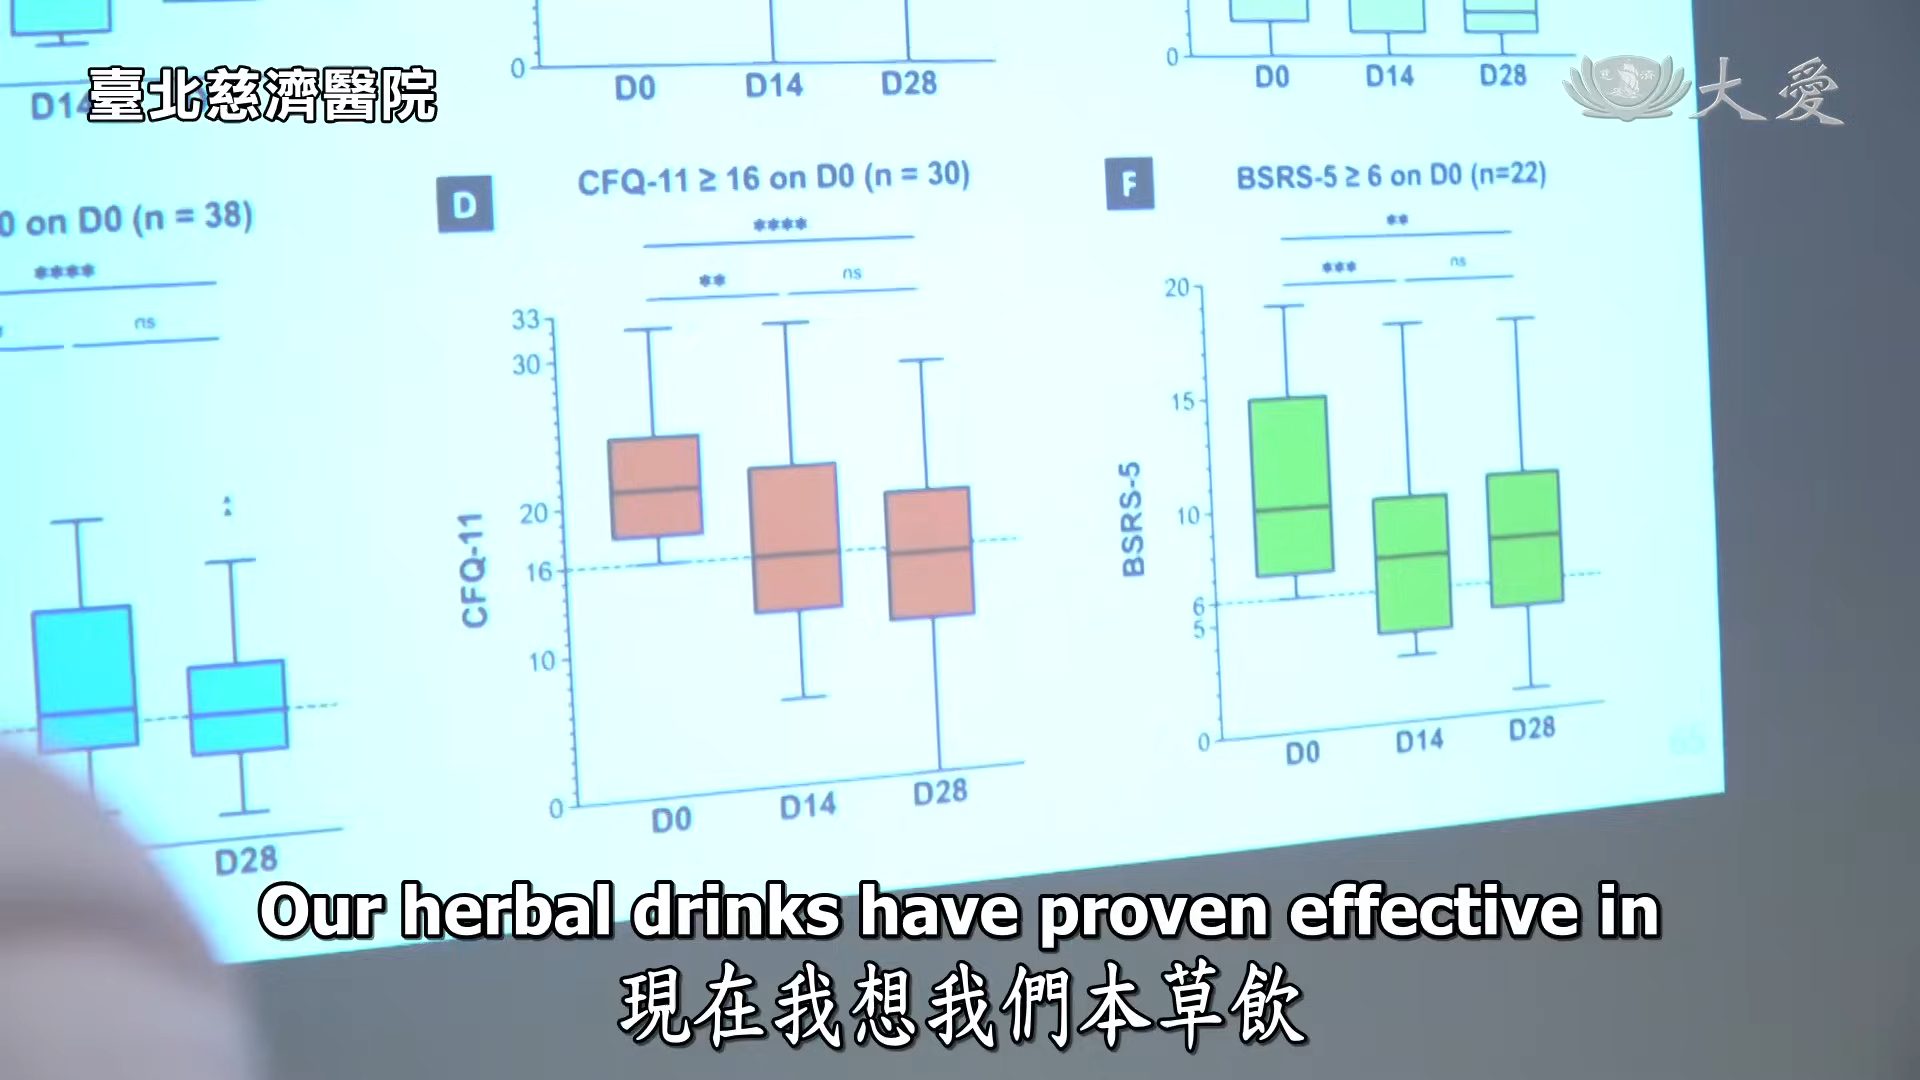 0
D0
D14
D28
0
D0
D14
D28
D14
臺北慈濟醫院
大愛
0 on D0 (n = 38)
****
ns
D28
D
CFQ-11 ≥ 16 on D0 (n = 30)
****
**
ns
33
30
20
16
10
0
CFQ-11
D0
D14
D28
F
BSRS-5 ≥ 6 on D0 (n=22)
**
***
ns
20
15
10
6
5
0
BSRS-5
D0
D14
D28
65
Our herbal drinks have proven effective in
現在我想我們本草飲